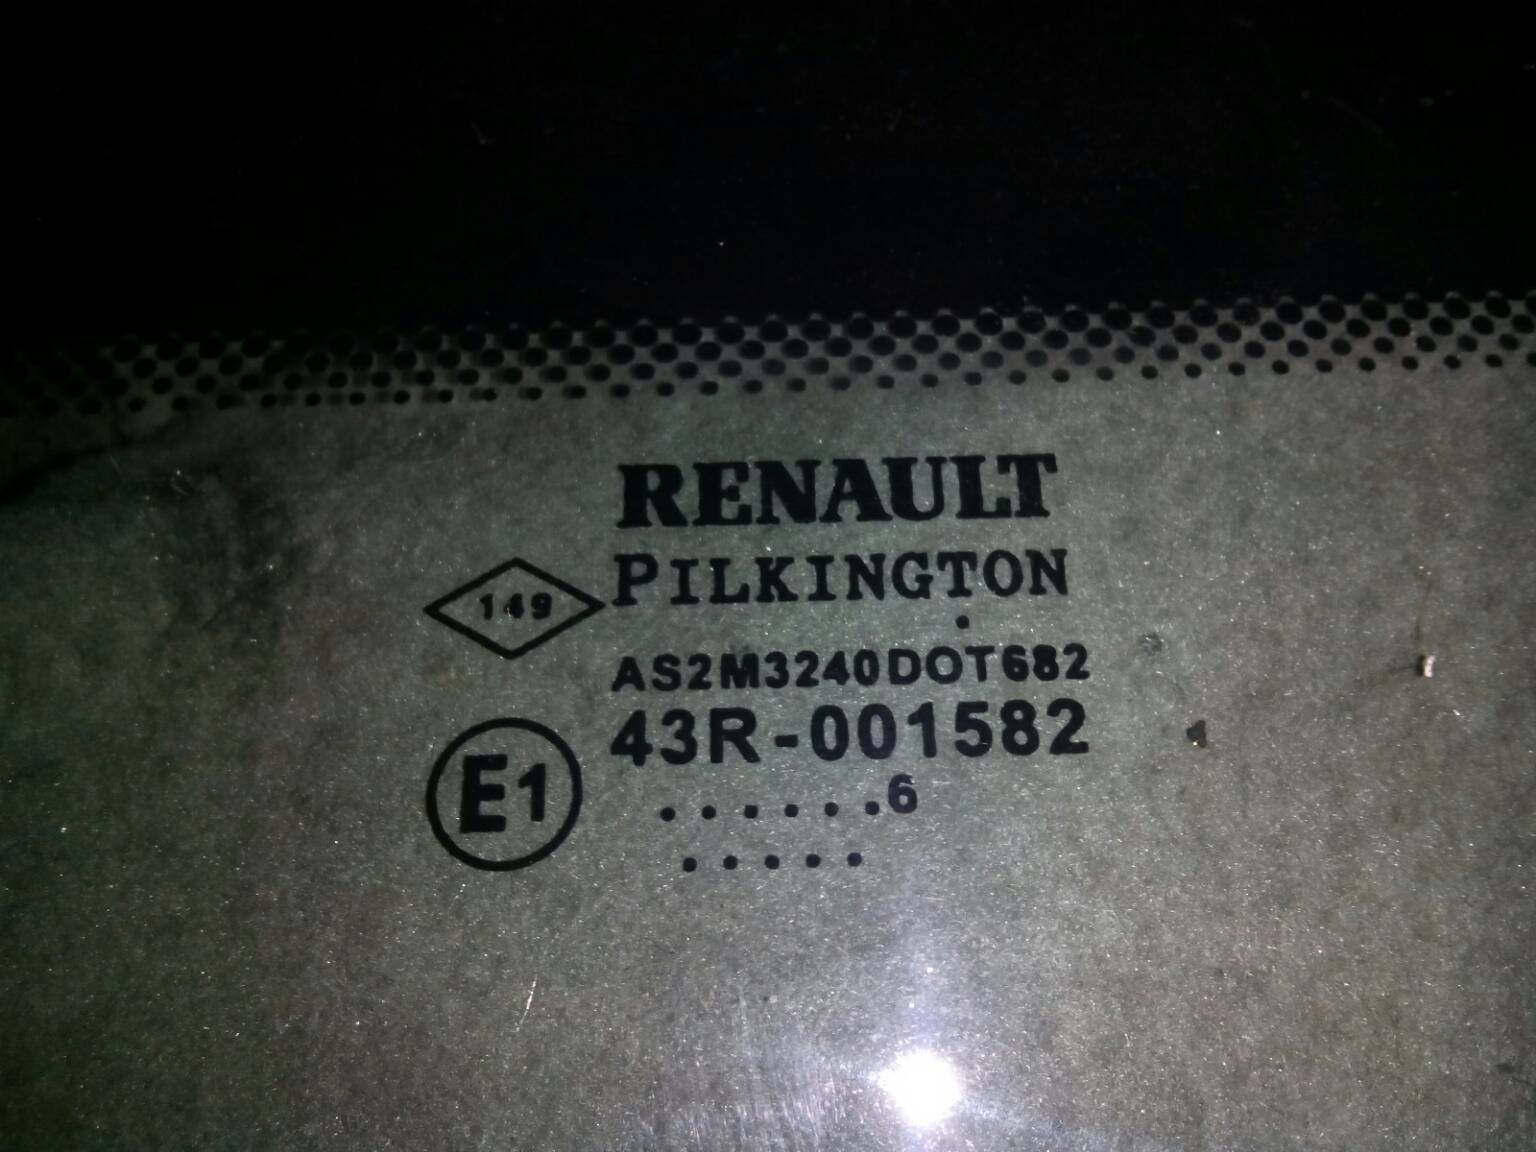 RENAULT
PILKINGTON
149
AS2M3240DOT682
43R-001582
E1
......6
.....